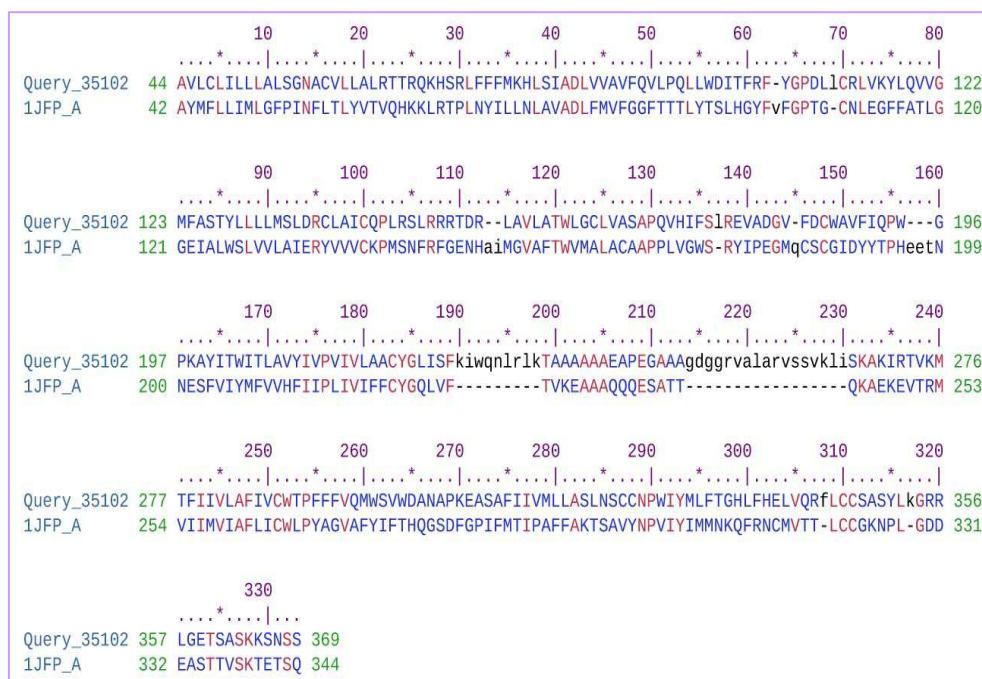 10 20 30 40 50 60 70 80
....*....|....*....|....*....|....*....|....*....|....*....|....*....|....*....|
Query_35102 44 AVLCLILLLALSGNACVLLALRTTRQKHSRLFFFMKHLSIADLVVAVFQVLPQLLWDITFRF-YGPDLlCRLVKYLQVVG 122
1JFP_A 42 AYMFLLIMLGFPINFLTLYVTVQHKKLRTPLNYILLNLAVADLFMVFGGFTTTLYTSLHGYFvFGPTG-CNLEGFFATLG 120
90 100 110 120 130 140 150 160
....*....|....*....|....*....|....*....|....*....|....*....|....*....|....*....|
Query_35102 123 MFASTYLLLLMSLDRCLAICQPLRSLRRRTDR--LAVLATWLGCLVASAPQVHIFSlREVADGV-FDCWAVFIQPW---G 196
1JFP_A 121 GEIALWSLVVLAIERYVVVCKPMSNFRFGENHaiMGVAFTWVMALACAAPPLVGWS-RYIPEGMqCSCGIDYYTPHeetN 199
170 180 190 200 210 220 230 240
....*....|....*....|....*....|....*....|....*....|....*....|....*....|....*....|
Query_35102 197 PKAYITWITLAVYIVPVIVLAACYGLISFkiwqnlrlkTAAAAAAEAPEGAAAgdggrvalarvssvkliSKAKIRTVKM 276
1JFP_A 200 NESFVIYMFVVHFIIPLIVIFFCYGQLVF---------TVKEAAAQQQESATT-----------------QKAEKEVTRM 253
250 260 270 280 290 300 310 320
....*....|....*....|....*....|....*....|....*....|....*....|....*....|....*....|
Query_35102 277 TFIIVLAFIVCWTPFFFVQMWSVWDANAPKEASAFIIVMLLASLNSCCNPWIYMLFTGHLFHELVQRfLCCSASYLkGRR 356
1JFP_A 254 VIIMVIAFLICWLPYAGVAFYIFTHQGSDFGPIFMTIPAFFAKTSAVYNPVIYIMMNKQFRNCMVTT-LCCGKNPL-GDD 331
330
....*....|...
Query_35102 357 LGETSASKKSNSS 369
1JFP_A 332 EASTTVSKTETSQ 344